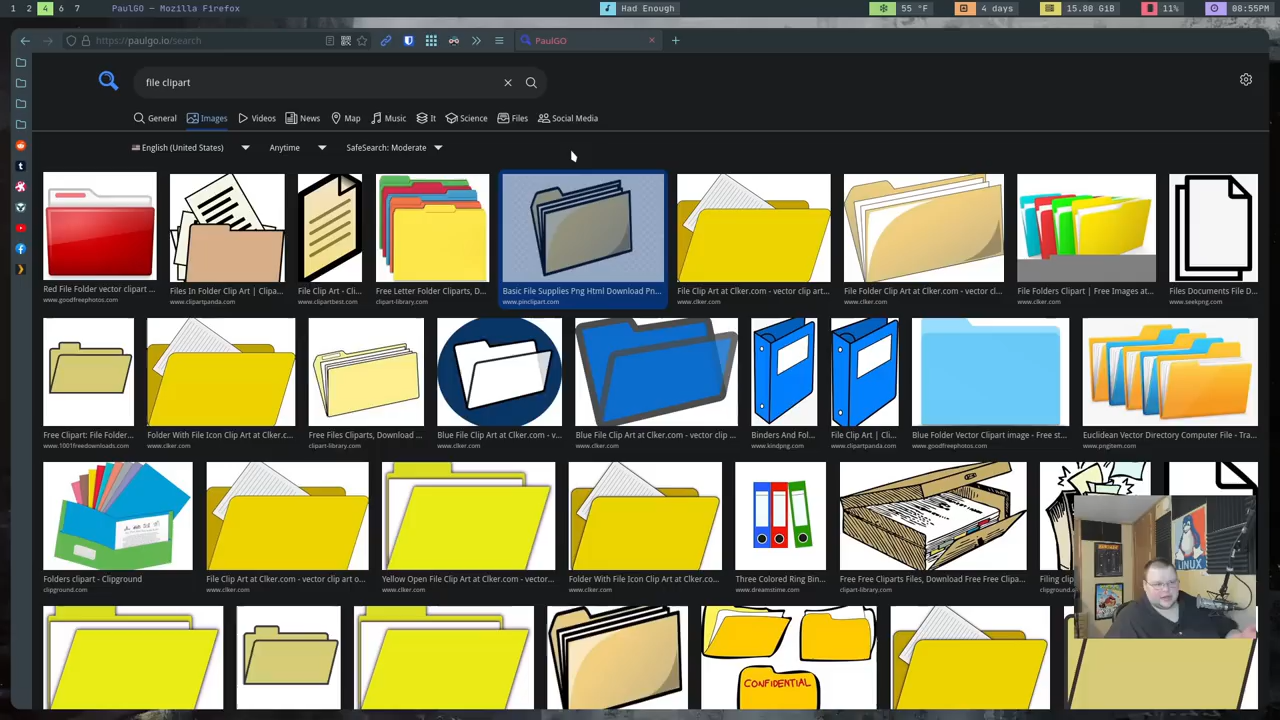 1 2 4 6 7 PaulGO — Mozilla Firefox Had Enough 55 °F 4 days 15.80 GiB 11% 08:55PM
https://paulgo.io/search PaulGO
file clipart
General Images Videos News Map Music It Science Files Social Media
English (United States) Anytime SafeSearch: Moderate
Red File Folder vector clipart ...
www.goodfreephotos.com
Files In Folder Clip Art | Clipa...
www.clipartpanda.com
File Clip Art - Cli...
www.clipartbest.com
Free Letter Folder Cliparts, D...
clipart-library.com
Basic File Supplies Png Html Download Pn...
www.pinclipart.com
File Clip Art at Clker.com - vector clip art...
www.clker.com
File Folder Clip Art at Clker.com - vector cl...
www.clker.com
File Folders Clipart | Free Images at...
www.clker.com
Files Documents File D...
www.seekpng.com
Free Clipart: File Folder...
www.1001freedownloads.com
Folder With File Icon Clip Art at Clker.c...
www.clker.com
Free Files Cliparts, Download ...
clipart-library.com
Blue File Clip Art at Clker.com - v...
www.clker.com
Blue File Clip Art at Clker.com - vector clip ...
www.clker.com
Binders And Fol...
www.kindpng.com
File Clip Art | Cli...
www.clipartpanda.com
Blue Folder Vector Clipart image - Free st...
www.goodfreephotos.com
Euclidean Vector Directory Computer File - Tra...
www.pngitem.com
Folders clipart - Clipground
clipground.com
File Clip Art at Clker.com - vector clip art o...
www.clker.com
Yellow Open File Clip Art at Clker.com - vector...
www.clker.com
Folder With File Icon Clip Art at Clker.co...
www.clker.com
Three Colored Ring Bin...
www.dreamstime.com
Free Free Cliparts Files, Download Free Free Clipa...
clipart-library.com
Filing clip
clipground.
LINUX
CONFIDENTIAL